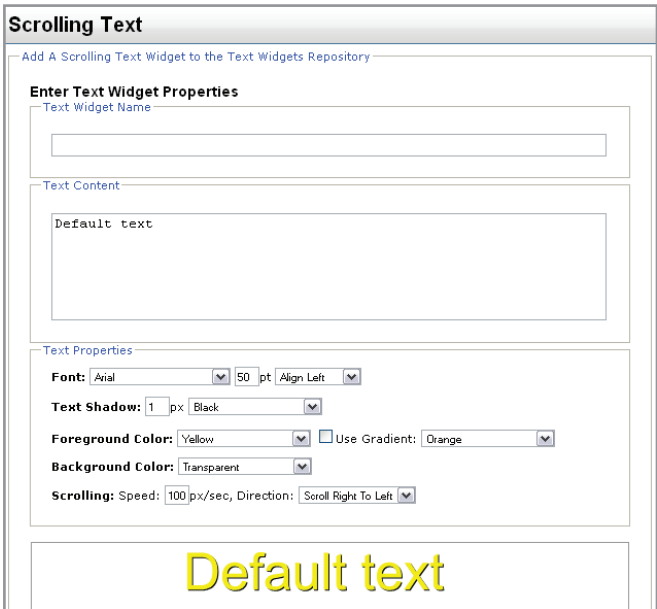 Scrolling Text
Add A Scrolling Text Widget to the Text Widgets Repository
Enter Text Widget Properties
Text Widget Name
Text Content
Default text
Text Properties
Font: Arial 50 pt Align Left
Text Shadow: 1 px Black
Foreground Color: Yellow Use Gradient: Orange
Background Color: Transparent
Scrolling: Speed: 100 px/sec, Direction: Scroll Right To Left
Default text